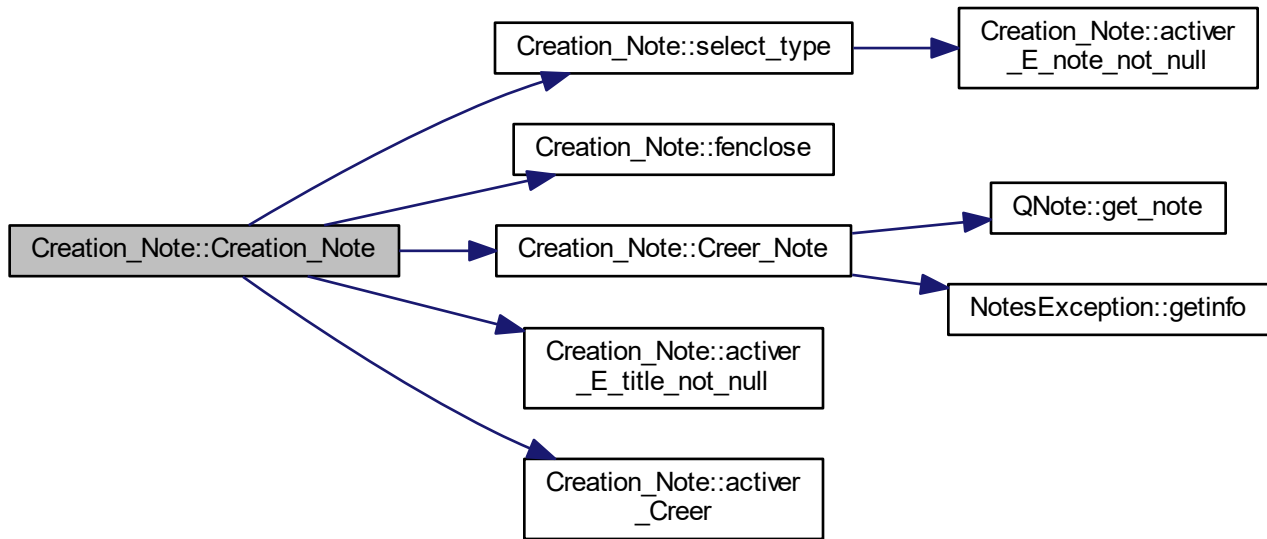 Creation_Note::select_type
Creation_Note::activer
_E_note_not_null
Creation_Note::fenclose
QNote::get_note
Creation_Note::Creation_Note
Creation_Note::Creer_Note
NotesException::getinfo
Creation_Note::activer
_E_title_not_null
Creation_Note::activer
_Creer